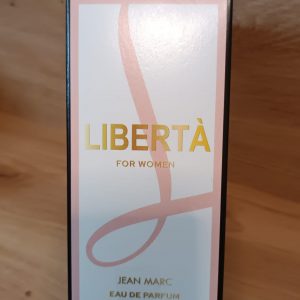 LIBERTÀ
FOR WOMEN
JEAN MARC
EAU DE PARFUM